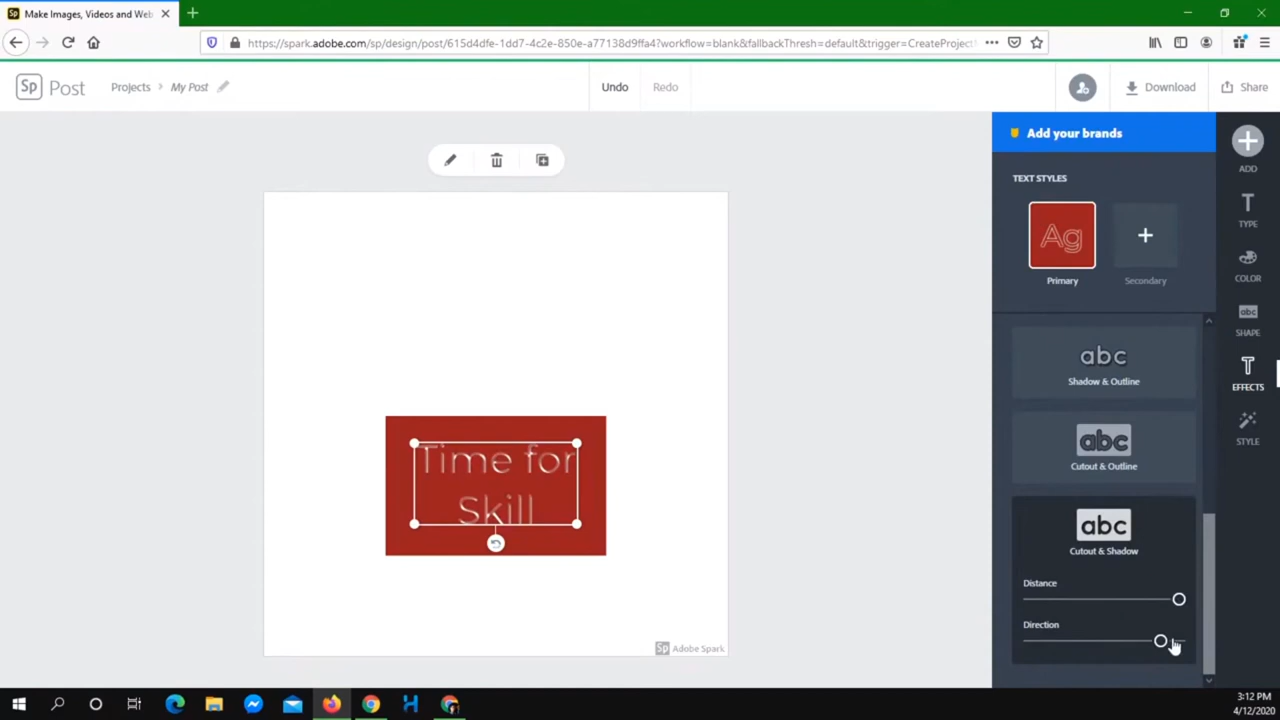 Sp Make Images, Videos and Web
https://spark.adobe.com/sp/design/post/615d4dfe-1dd7-4c2e-850e-a77138d9ffa4?workflow=blank&fallbackThresh=default&trigger=CreateProject
Sp Post Projects > My Post Undo Redo Download Share
Add your brands
TEXT STYLES
Ag
Primary
Secondary
ADD
TYPE
COLOR
abc
SHAPE
EFFECTS
STYLE
abc
Shadow & Outline
abc
Cutout & Outline
abc
Cutout & Shadow
Distance
Direction
Time for
Skill
Sp Adobe Spark
3:12 PM
4/12/2020